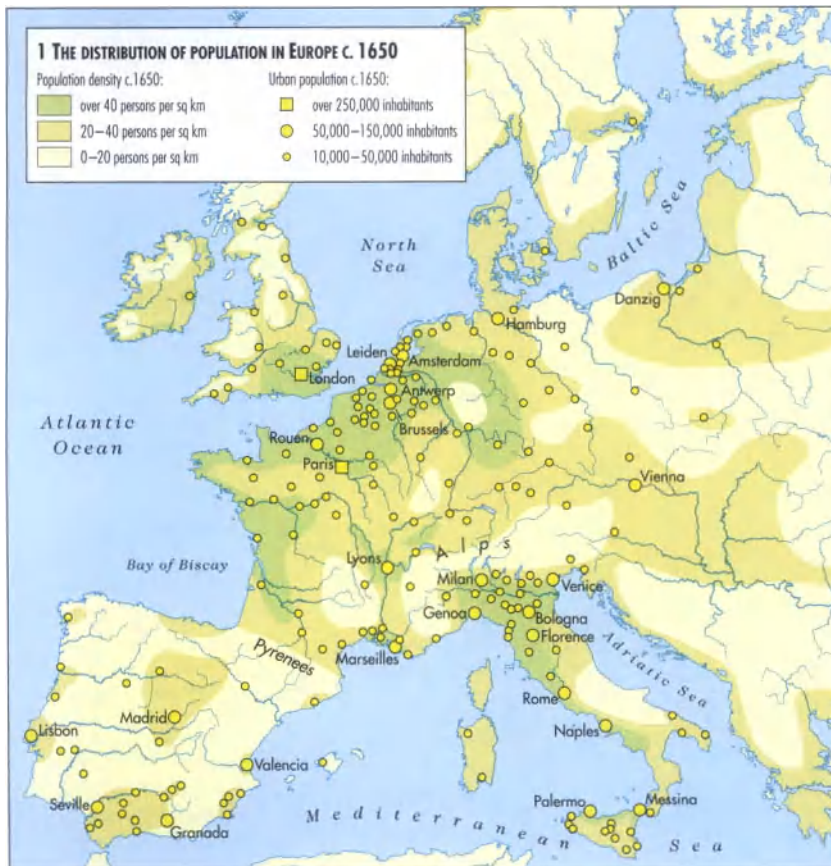 1 THE DISTRIBUTION OF POPULATION IN EUROPE C. 1650
Population density c.1650:
over 40 persons per sq km
20–40 persons per sq km
0–20 persons per sq km
Urban population c.1650:
over 250,000 inhabitants
50,000–150,000 inhabitants
10,000–50,000 inhabitants
North
Sea
Baltic Sea
Danzig
Hamburg
Leiden
Amsterdam
London
Antwerp
Atlantic
Ocean
Brussels
Rouen
Paris
Vienna
Bay of Biscay
Alps
Lyons
Milan
Venice
Genoa
Bologna
Florence
Pyrenees
Marseilles
Adriatic Sea
Rome
Madrid
Naples
Lisbon
Valencia
Seville
Granada
Palermo
Messina
Mediterranean
Sea